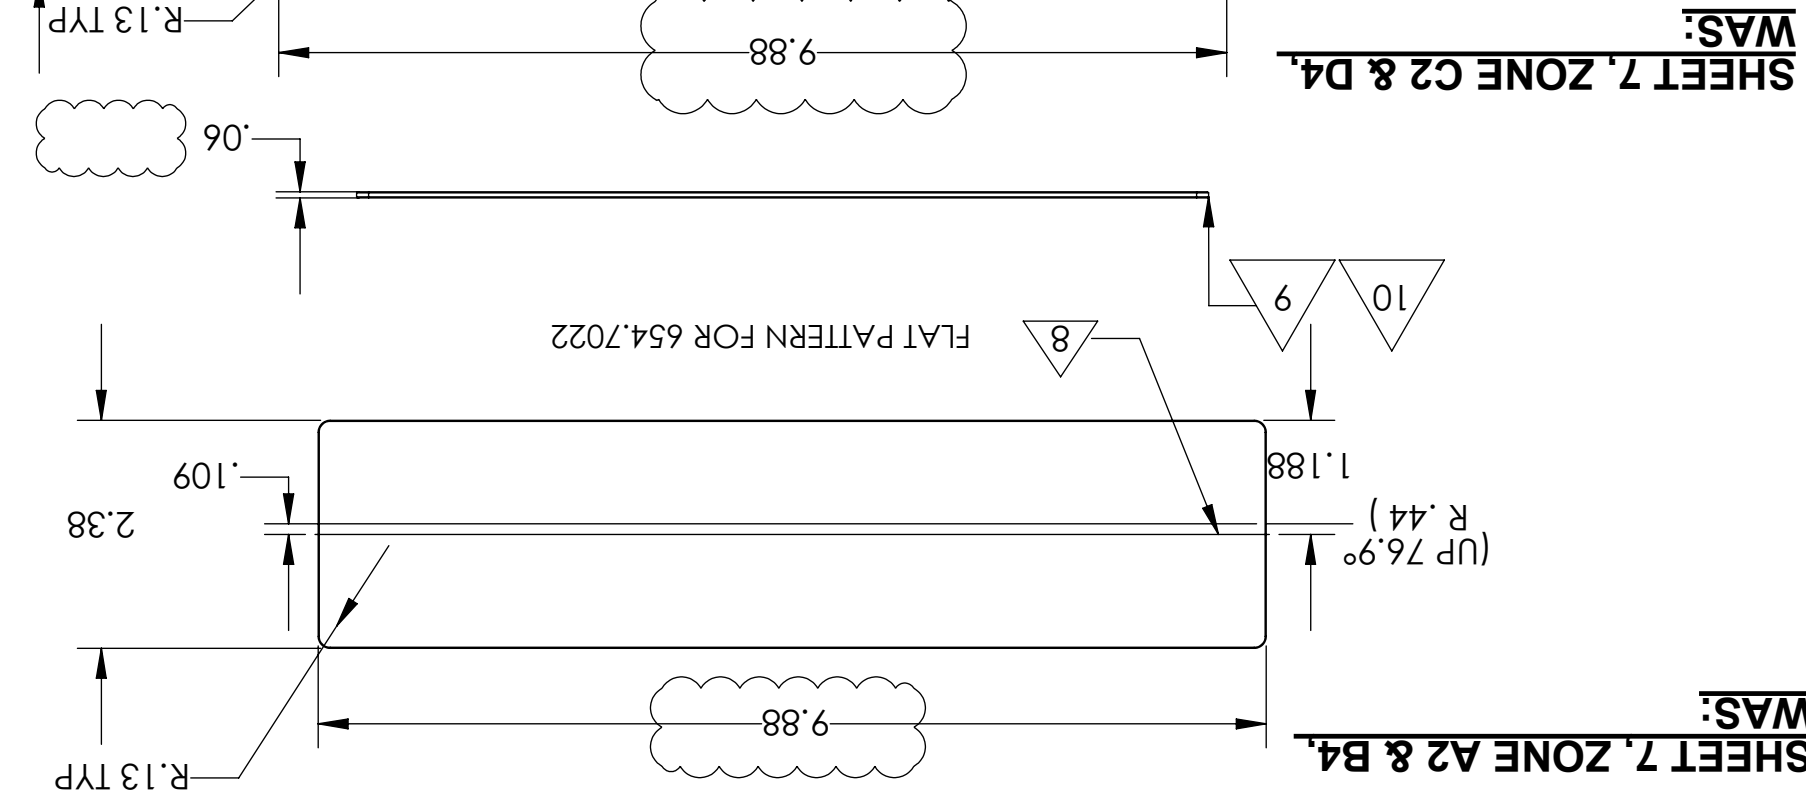 SHEET 7, ZONE A2 & B4,
WAS:
9.88
R.13 TYP
(UP 76.9°
R .44 )
2.38
1.188
.109
8
FLAT PATTERN FOR 654.7022
10
9
.06
SHEET 7, ZONE C2 & D4,
WAS:
9.88
R.13 TYP